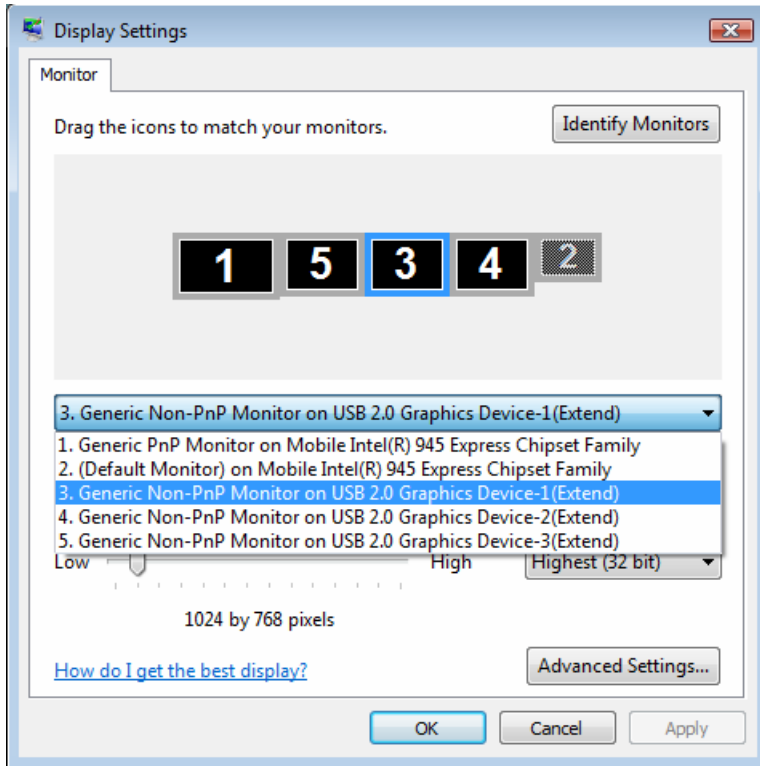 Display Settings
Monitor
Drag the icons to match your monitors.
Identify Monitors
1 5 3 4 2
3. Generic Non-PnP Monitor on USB 2.0 Graphics Device-1(Extend)
1. Generic PnP Monitor on Mobile Intel(R) 945 Express Chipset Family
2. (Default Monitor) on Mobile Intel(R) 945 Express Chipset Family
3. Generic Non-PnP Monitor on USB 2.0 Graphics Device-1(Extend)
4. Generic Non-PnP Monitor on USB 2.0 Graphics Device-2(Extend)
5. Generic Non-PnP Monitor on USB 2.0 Graphics Device-3(Extend)
Low High Highest (32 bit)
1024 by 768 pixels
How do I get the best display?
Advanced Settings...
OK Cancel Apply